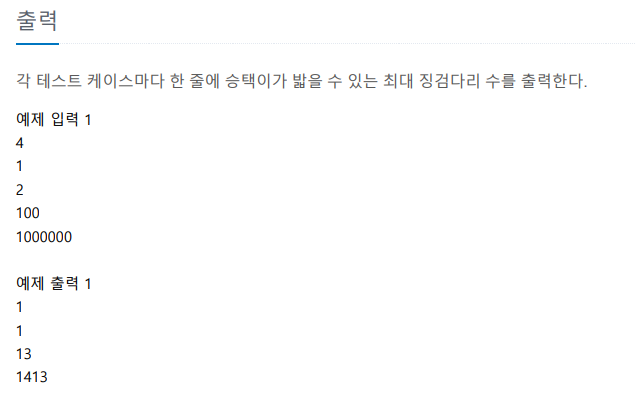 출력
각 테스트 케이스마다 한 줄에 승택이가 밟을 수 있는 최대 징검다리 수를 출력한다.
예제 입력 1
4
1
2
100
1000000
예제 출력 1
1
1
13
1413